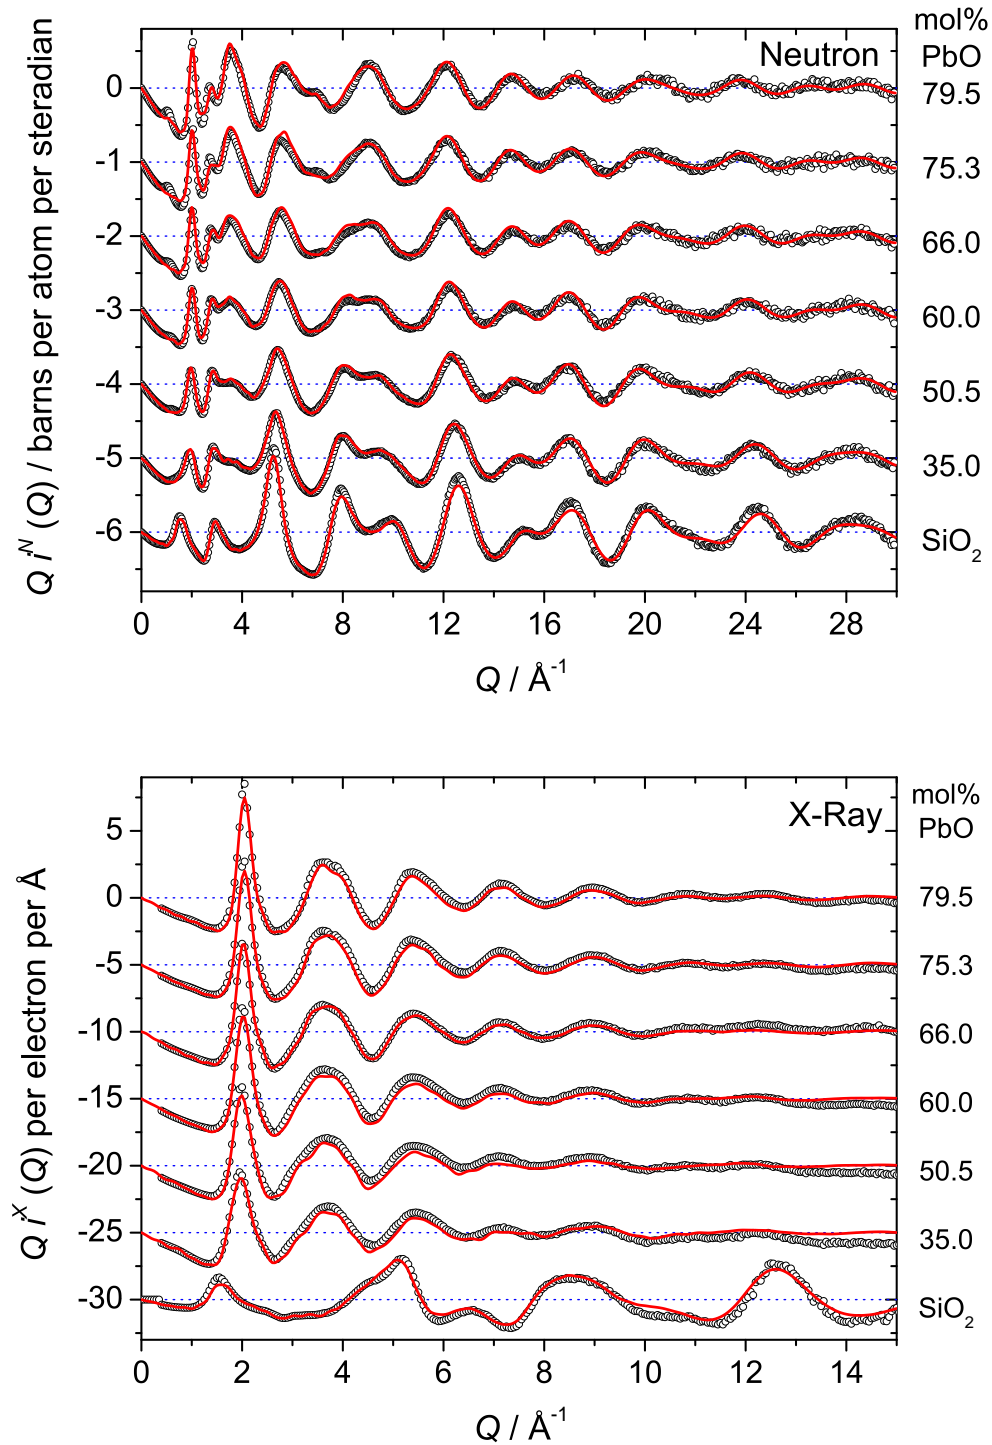 mol%
PbO
Neutron
Q i^N (Q) / barns per atom per steradian
0
-1
-2
-3
-4
-5
-6
79.5
75.3
66.0
60.0
50.5
35.0
SiO₂
0 4 8 12 16 20 24 28
Q / Å⁻¹
mol%
PbO
X-Ray
Q i^X (Q) per electron per Å
5
0
-5
-10
-15
-20
-25
-30
79.5
75.3
66.0
60.0
50.5
35.0
SiO₂
0 2 4 6 8 10 12 14
Q / Å⁻¹